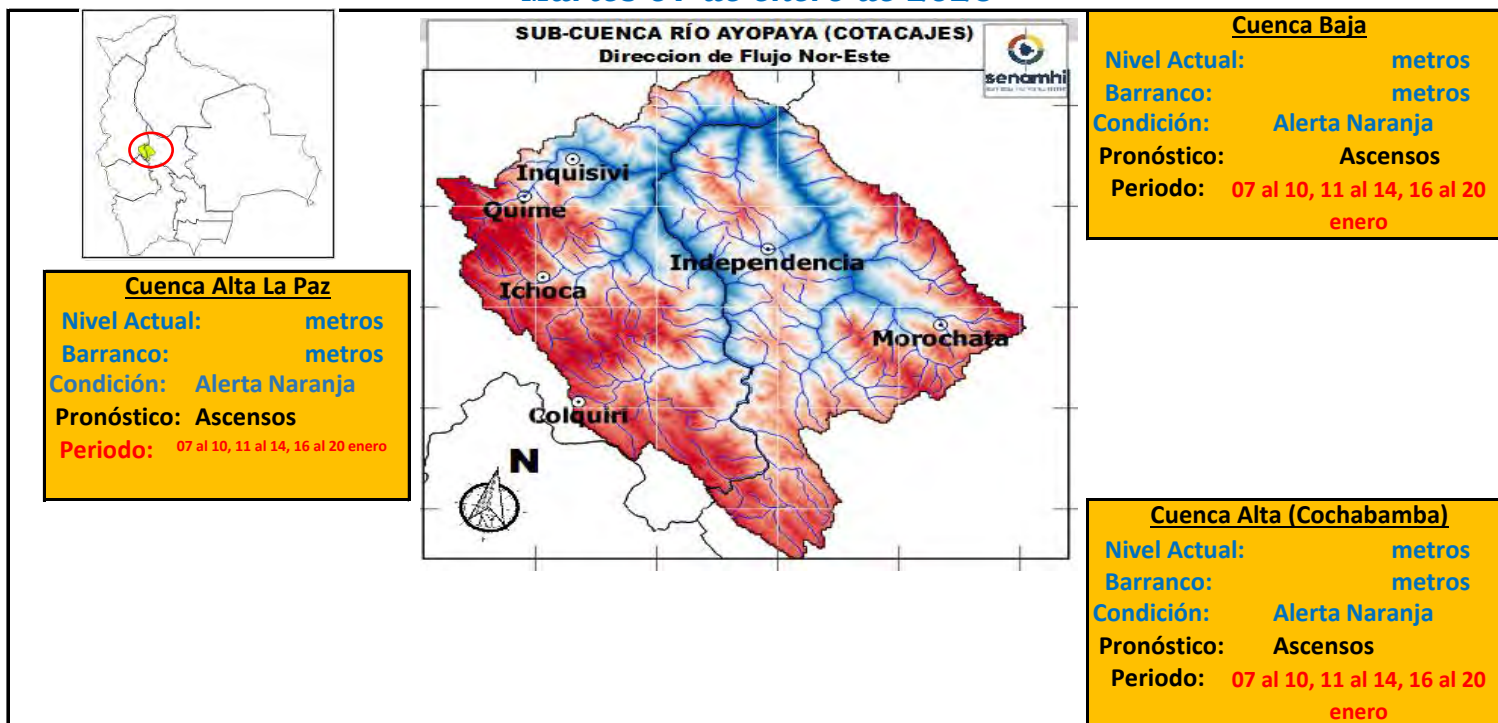 SUB-CUENCA RÍO AYOPAYA (COTACAJES)
Direccion de Flujo Nor-Este
senamhi
Inquisivi
Quime
Independencia
Ichoca
Morochata
Colquiri
N
Cuenca Alta La Paz
Nivel Actual: metros
Barranco: metros
Condición: Alerta Naranja
Pronóstico: Ascensos
Periodo: 07 al 10, 11 al 14, 16 al 20 enero
Cuenca Baja
Nivel Actual: metros
Barranco: metros
Condición: Alerta Naranja
Pronóstico: Ascensos
Periodo: 07 al 10, 11 al 14, 16 al 20
enero
Cuenca Alta (Cochabamba)
Nivel Actual: metros
Barranco: metros
Condición: Alerta Naranja
Pronóstico: Ascensos
Periodo: 07 al 10, 11 al 14, 16 al 20
enero